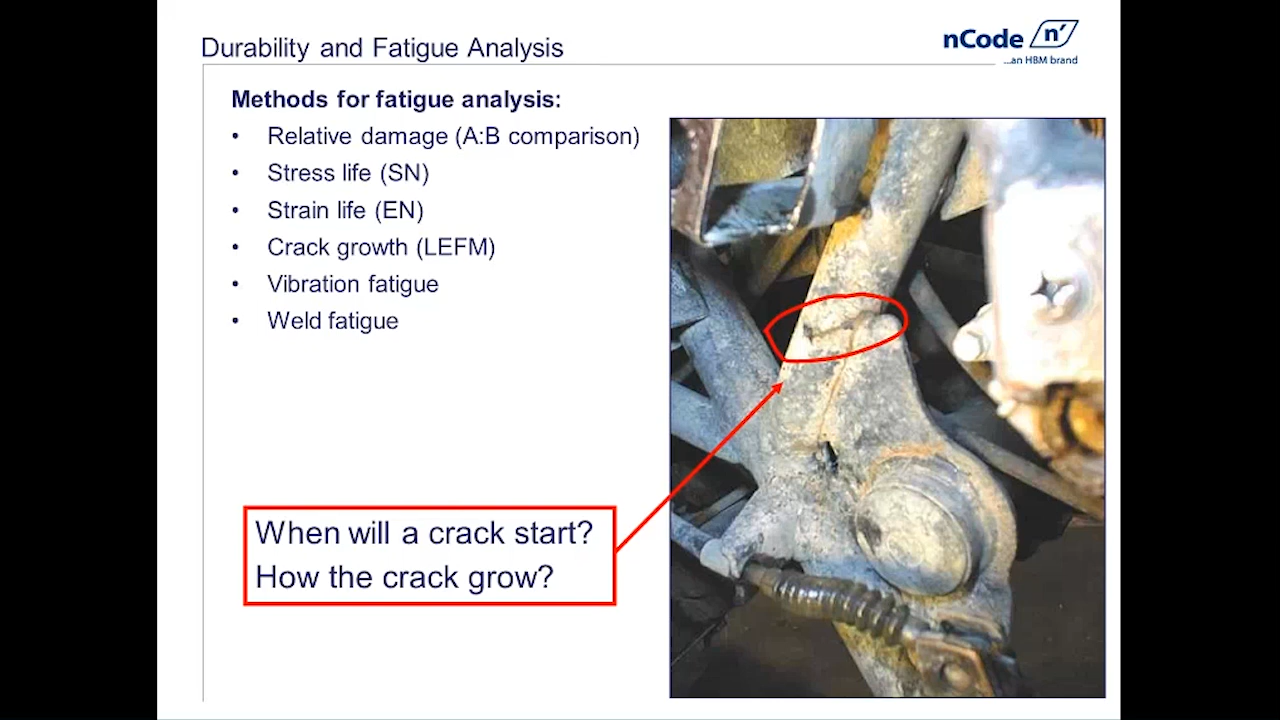 Durability and Fatigue Analysis
nCode n'
...an HBM brand
Methods for fatigue analysis:
• Relative damage (A:B comparison)
• Stress life (SN)
• Strain life (EN)
• Crack growth (LEFM)
• Vibration fatigue
• Weld fatigue
When will a crack start?
How the crack grow?